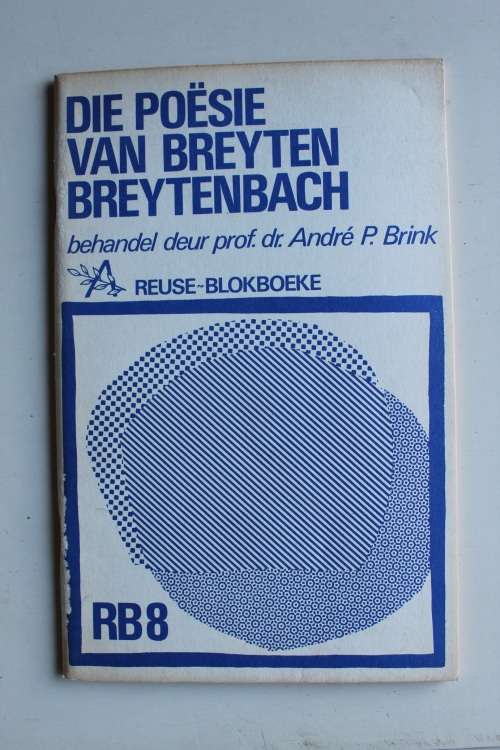 DIE POËSIE
VAN BREYTEN
BREYTENBACH
behandel deur prof. dr. André P. Brink
A REUSE-BLOKBOEKE
RB8